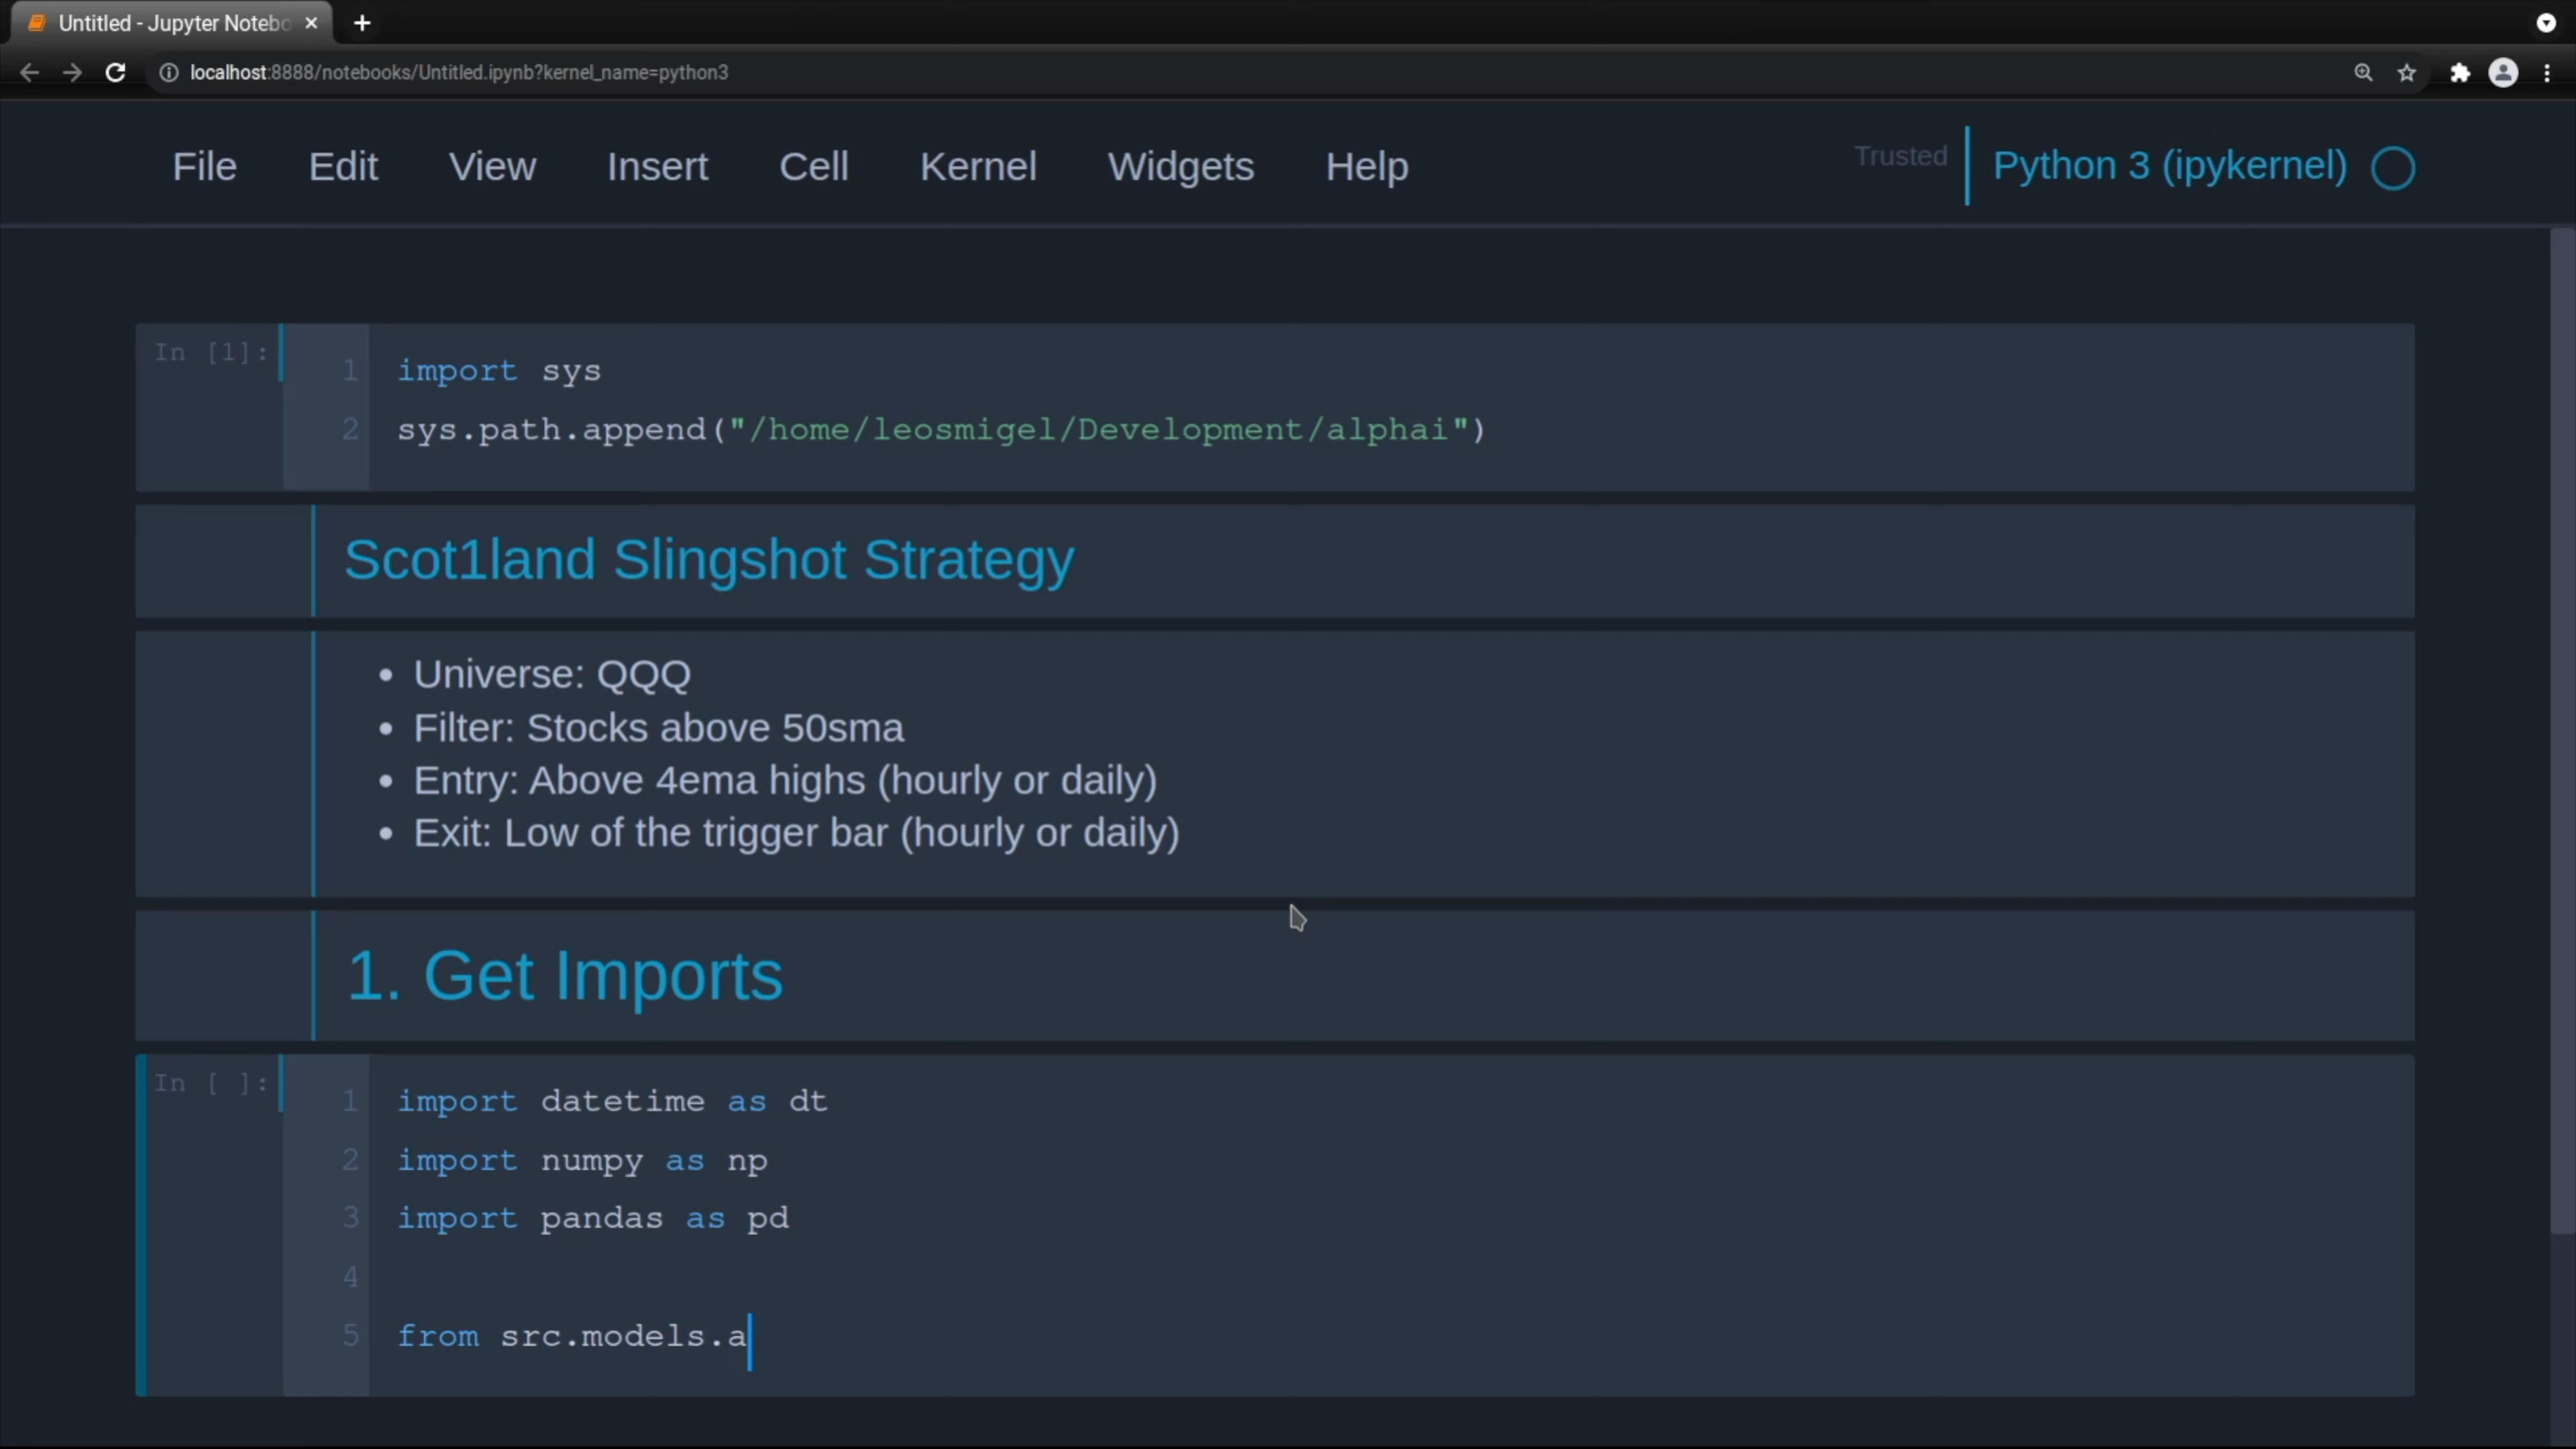 Untitled - Jupyter Notebo
localhost:8888/notebooks/Untitled.ipynb?kernel_name=python3
File Edit View Insert Cell Kernel Widgets Help Trusted Python 3 (ipykernel)
In [1]:
1 import sys
2 sys.path.append("/home/leosmigel/Development/alphai")
Scot1land Slingshot Strategy
• Universe: QQQ
• Filter: Stocks above 50sma
• Entry: Above 4ema highs (hourly or daily)
• Exit: Low of the trigger bar (hourly or daily)
1. Get Imports
In [ ]:
1 import datetime as dt
2 import numpy as np
3 import pandas as pd
4
5 from src.models.a